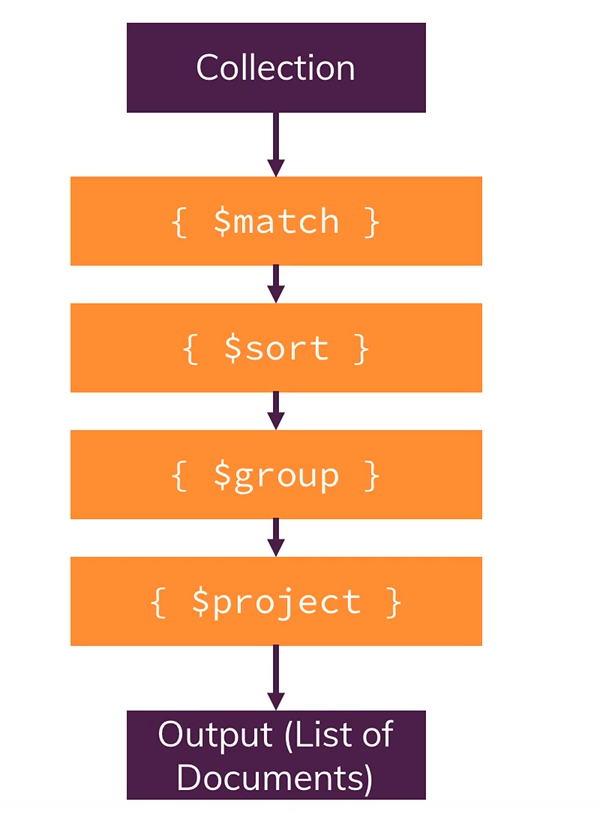 Collection
{ $match }
{ $sort }
{ $group }
{ $project }
Output (List of
Documents)